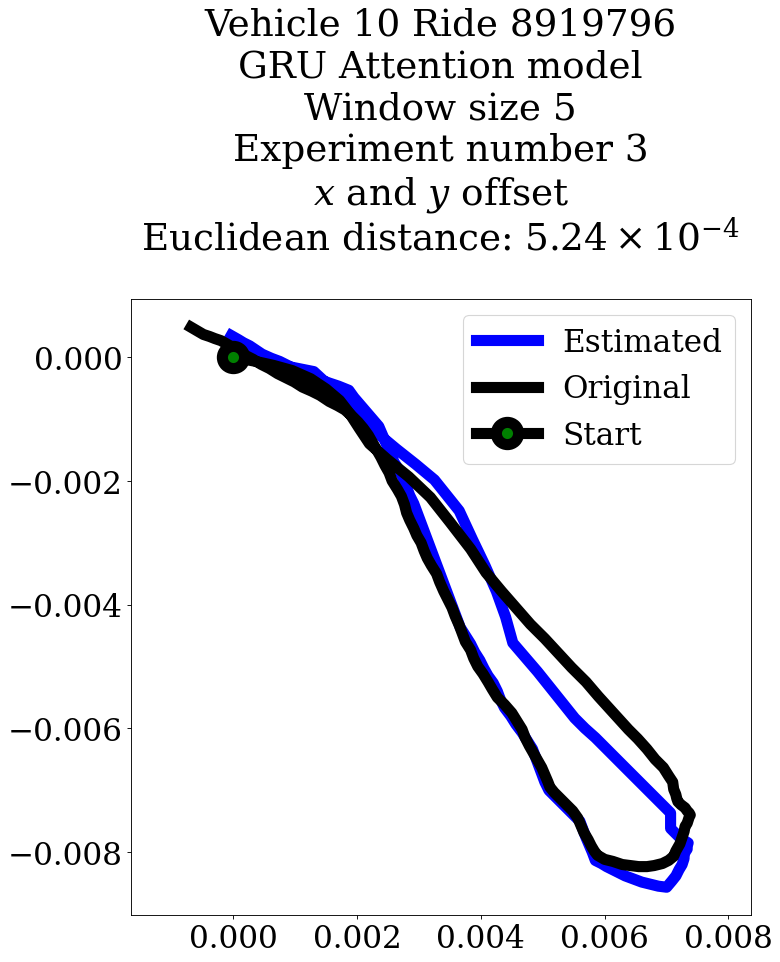 Vehicle 10 Ride 8919796
GRU Attention model
Window size 5
Experiment number 3
x and y offset
Euclidean distance: 5.24 × 10⁻⁴
Estimated
Original
Start
0.000
−0.002
−0.004
−0.006
−0.008
0.000 0.002 0.004 0.006 0.008